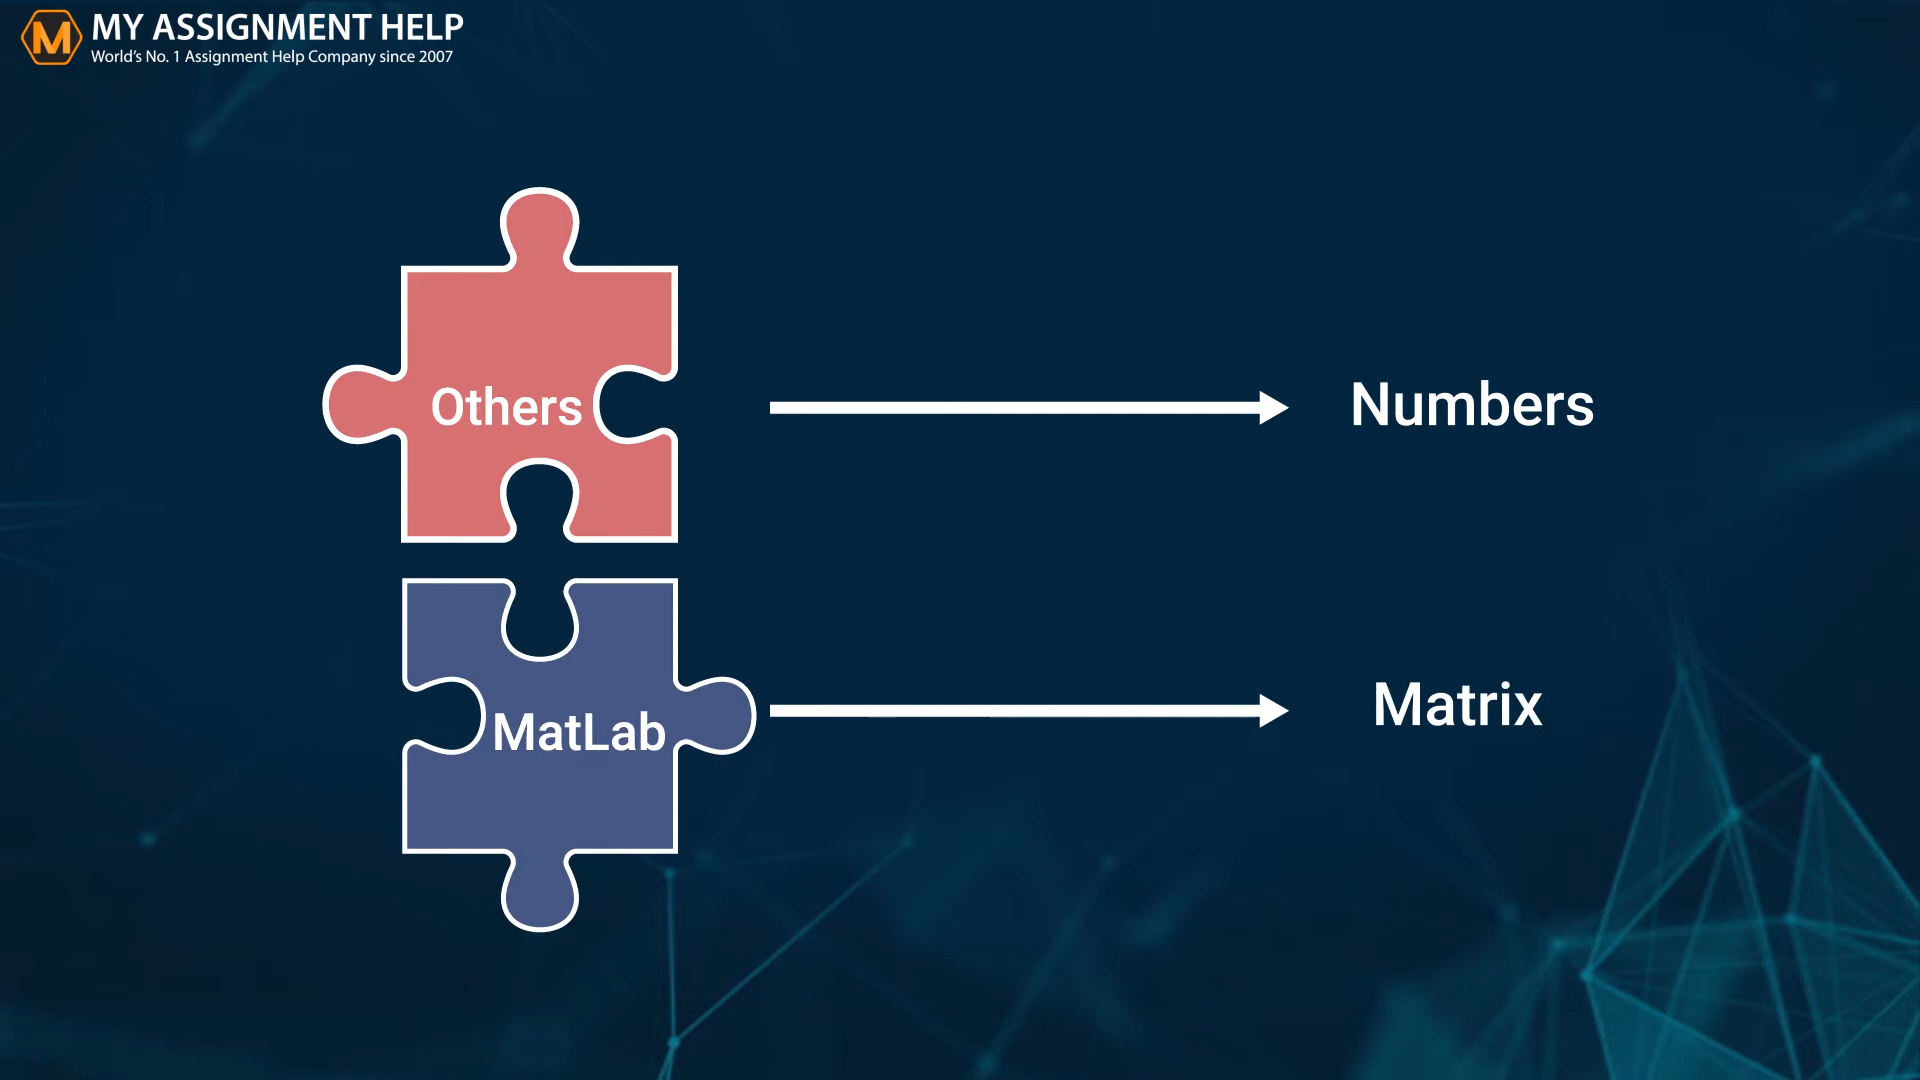 MY ASSIGNMENT HELP
World's No. 1 Assignment Help Company since 2007
Others
Numbers
MatLab
Matrix